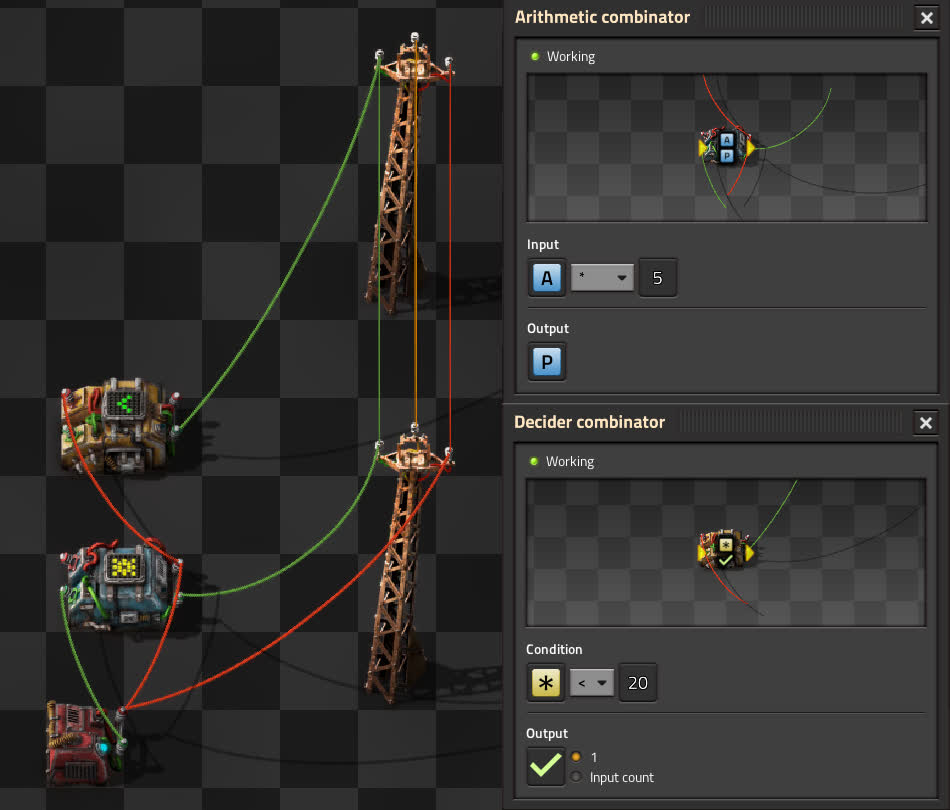 Arithmetic combinator
Working
A
P
Input
A * 5
Output
P
Decider combinator
Working
*
Condition
* < 20
Output
1
Input count